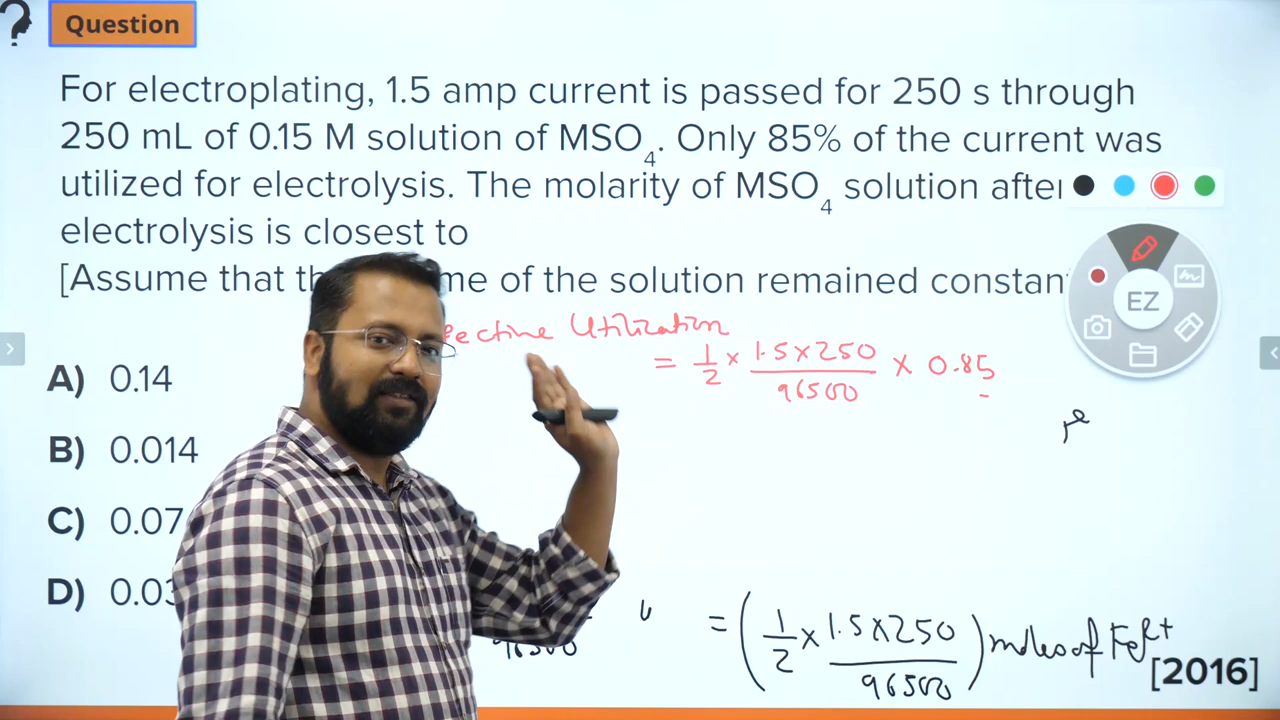 ?
Question
For electroplating, 1.5 amp current is passed for 250 s through
250 mL of 0.15 M solution of MSO₄. Only 85% of the current was
utilized for electrolysis. The molarity of MSO₄ solution after
electrolysis is closest to
[Assume that th me of the solution remained constan
EZ
ective Utilization
= 1/2 × 1.5×250/96500 × 0.85
A) 0.14
B) 0.014
C) 0.07
D) 0.03
96500
= (1/2 × 1.5×250/96500) moles of
[2016]